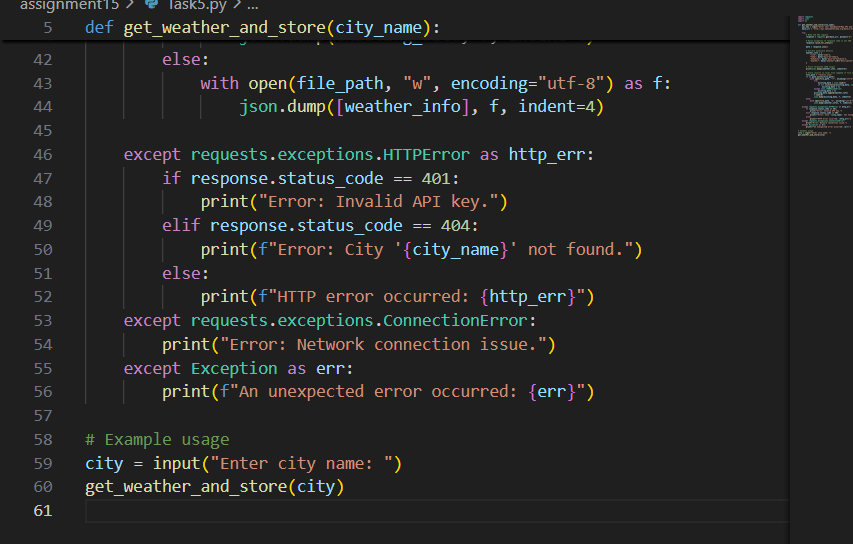 assignment15 > Task5.py > ...
5 def get_weather_and_store(city_name):
42 else:
43 with open(file_path, "w", encoding="utf-8") as f:
44 json.dump([weather_info], f, indent=4)
45
46 except requests.exceptions.HTTPError as http_err:
47 if response.status_code == 401:
48 print("Error: Invalid API key.")
49 elif response.status_code == 404:
50 print(f"Error: City '{city_name}' not found.")
51 else:
52 print(f"HTTP error occurred: {http_err}")
53 except requests.exceptions.ConnectionError:
54 print("Error: Network connection issue.")
55 except Exception as err:
56 print(f"An unexpected error occurred: {err}")
57
58 # Example usage
59 city = input("Enter city name: ")
60 get_weather_and_store(city)
61